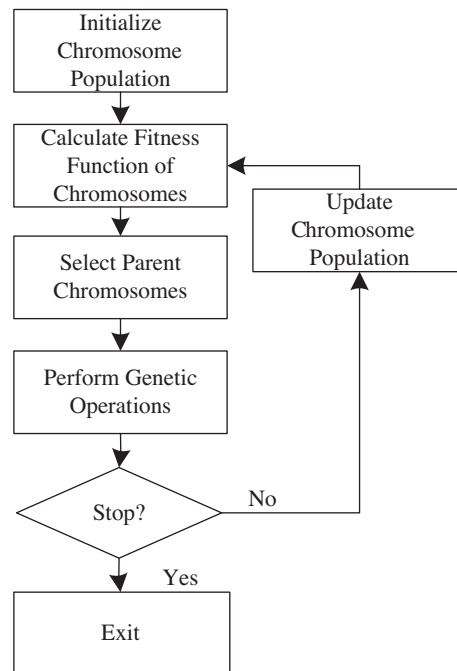 Initialize
Chromosome
Population
Calculate Fitness
Function of
Chromosomes
Update
Chromosome
Population
Select Parent
Chromosomes
Perform Genetic
Operations
Stop?
No
Yes
Exit